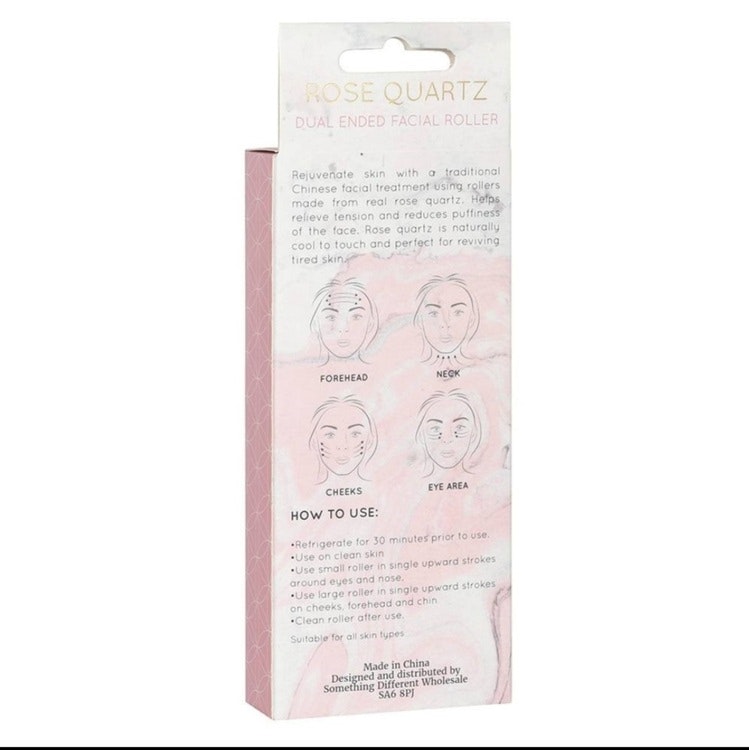 ROSE QUARTZ
DUAL ENDED FACIAL ROLLER
Rejuvenate skin with a traditional
Chinese facial treatment using rollers
made from real rose quartz. Helps
relieve tension and reduces puffiness
of the face. Rose quartz is naturally
cool to touch and perfect for reviving
tired skin.
FOREHEAD
NECK
CHEEKS
EYE AREA
HOW TO USE:
•Refrigerate for 30 minutes prior to use.
•Use on clean skin
•Use small roller in single upward strokes
around eyes and nose.
•Use large roller in single upward strokes
on cheeks, forehead and chin.
•Clean roller after use.
Suitable for all skin types
Made in China
Designed and distributed by
Something Different Wholesale
SA6 8PJ